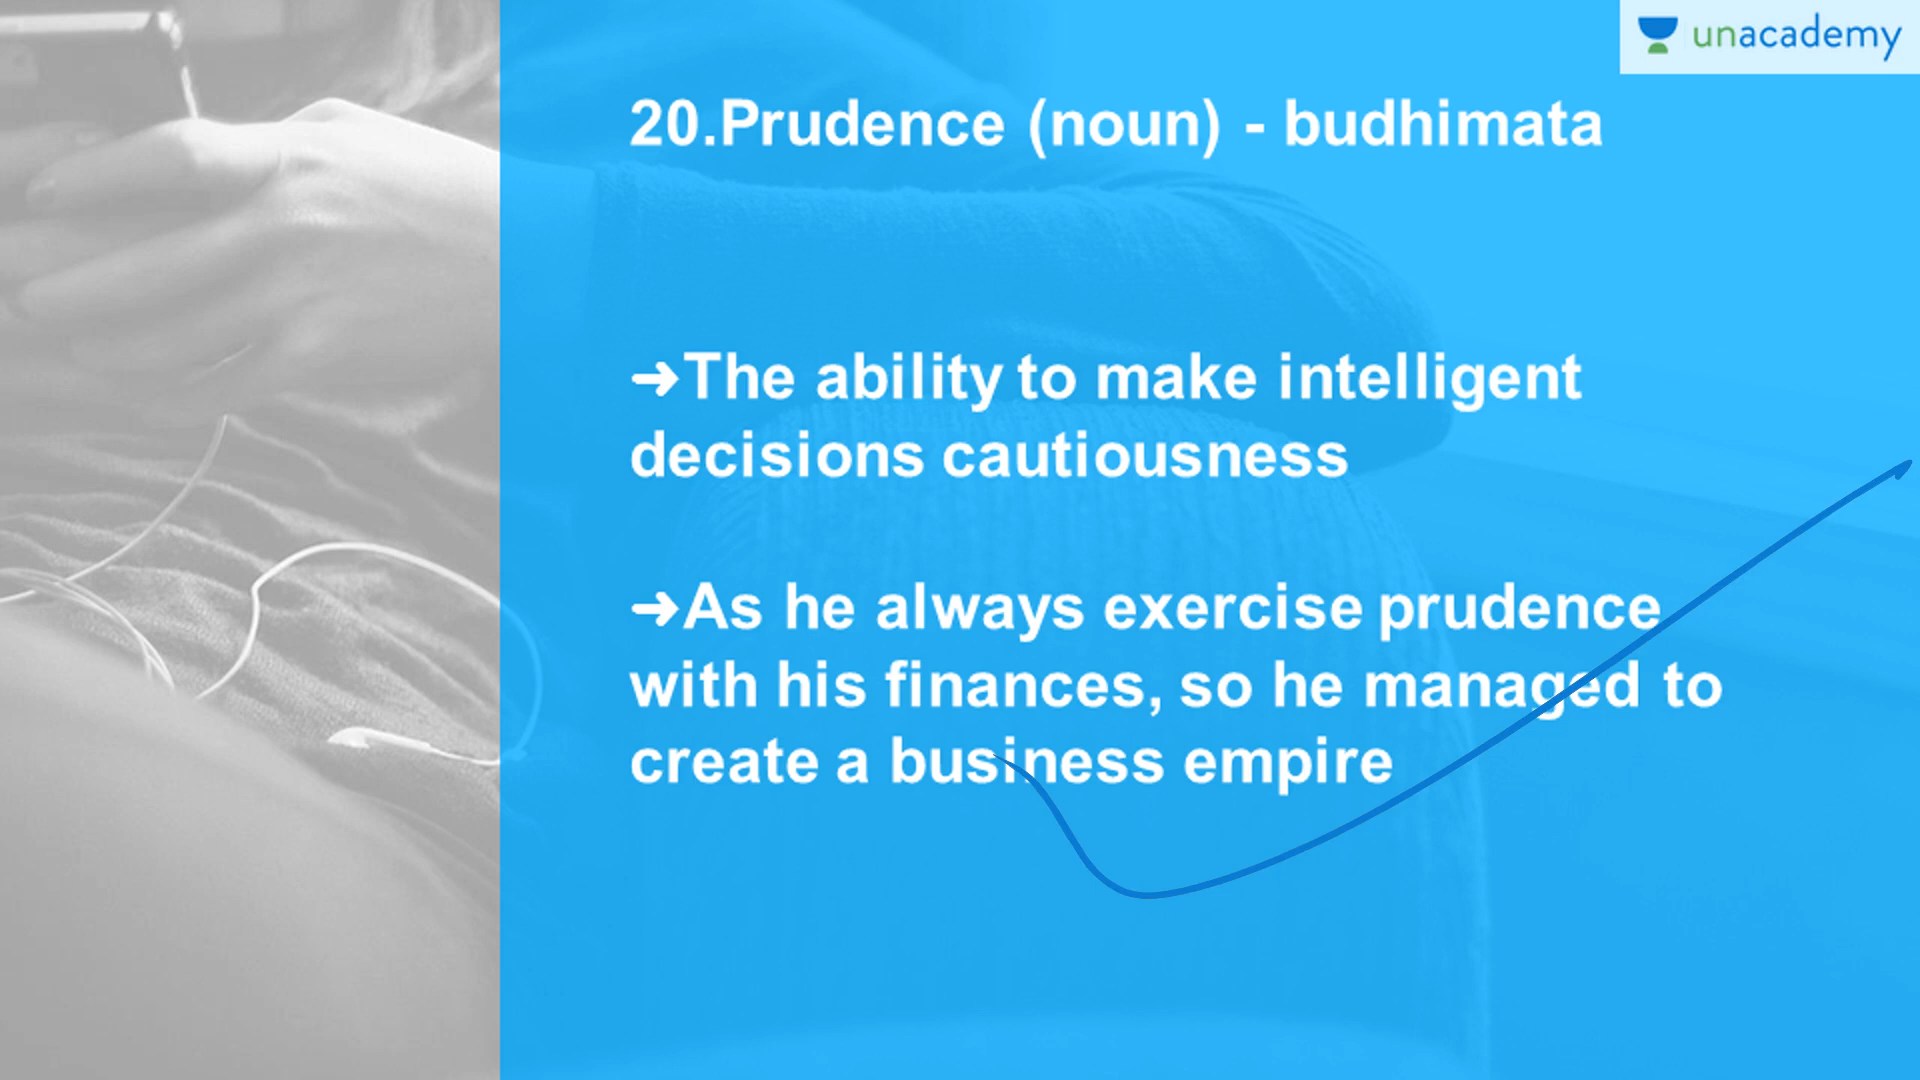 unacademy
20.Prudence (noun) - budhimata
➔The ability to make intelligent
decisions cautiousness
➔As he always exercise prudence
with his finances, so he managed to
create a business empire